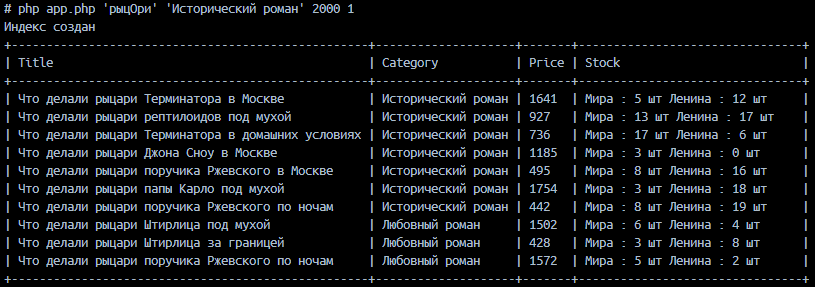 # php app.php 'рыцОри' 'Исторический роман' 2000 1
Индекс создан
+-----------------------------------------------+--------------------+-------+-------------------------------+
| Title | Category | Price | Stock |
+-----------------------------------------------+--------------------+-------+-------------------------------+
| Что делали рыцари Терминатора в Москве | Исторический роман | 1641 | Мира : 5 шт Ленина : 12 шт |
| Что делали рыцари рептилоидов под мухой | Исторический роман | 927 | Мира : 13 шт Ленина : 17 шт |
| Что делали рыцари Терминатора в домашних условиях | Исторический роман | 736 | Мира : 17 шт Ленина : 6 шт |
| Что делали рыцари Джона Сноу в Москве | Исторический роман | 1185 | Мира : 3 шт Ленина : 0 шт |
| Что делали рыцари поручика Ржевского в Москве | Исторический роман | 495 | Мира : 8 шт Ленина : 16 шт |
| Что делали рыцари папы Карло под мухой | Исторический роман | 1754 | Мира : 3 шт Ленина : 18 шт |
| Что делали рыцари поручика Ржевского по ночам | Исторический роман | 442 | Мира : 8 шт Ленина : 19 шт |
| Что делали рыцари Штирлица под мухой | Любовный роман | 1502 | Мира : 6 шт Ленина : 4 шт |
| Что делали рыцари Штирлица за границей | Любовный роман | 428 | Мира : 3 шт Ленина : 8 шт |
| Что делали рыцари поручика Ржевского по ночам | Любовный роман | 1572 | Мира : 5 шт Ленина : 2 шт |
+-----------------------------------------------+--------------------+-------+-------------------------------+